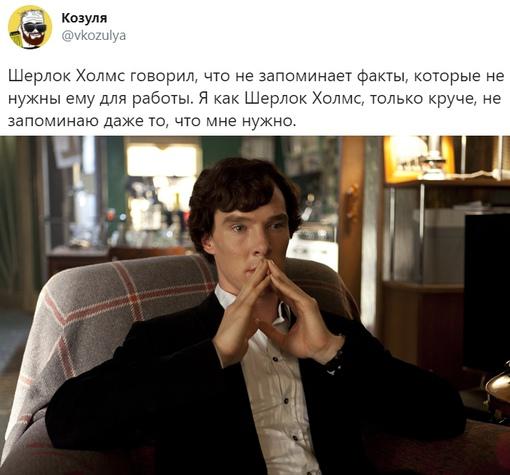 Козуля
@vkozulya
Шерлок Холмс говорил, что не запоминает факты, которые не
нужны ему для работы. Я как Шерлок Холмс, только круче, не
запоминаю даже то, что мне нужно.